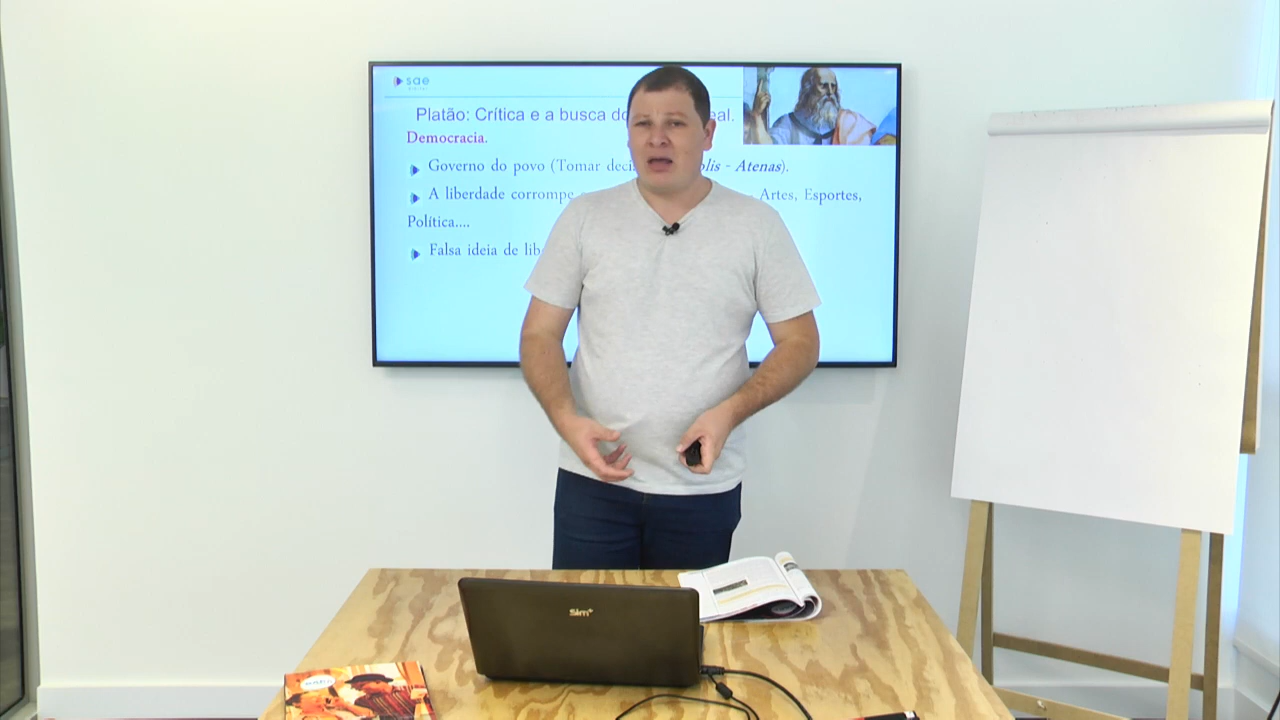 sae
Platão: Crítica e a busca do eal.
Democracia.
Governo do povo (Tomar deci olis - Atenas).
A liberdade corrompe Artes, Esportes,
Política....
Falsa ideia de lib
Sim+